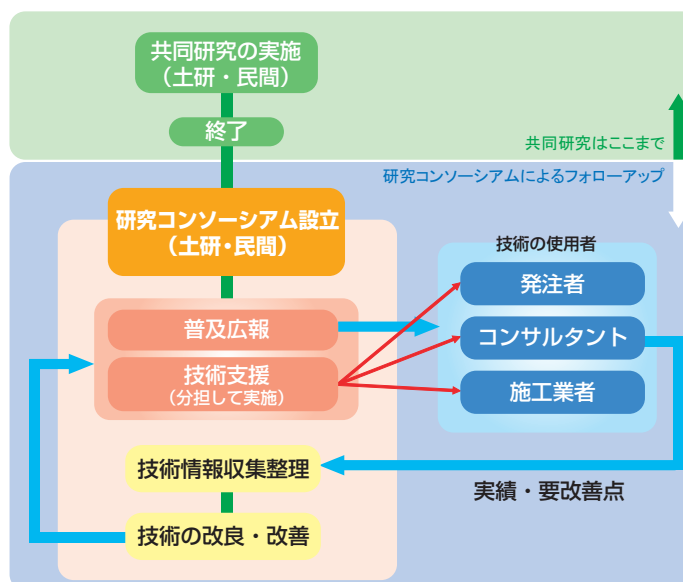 共同研究の実施
（土研・民間）
終了
共同研究はここまで
研究コンソーシアムによるフォローアップ
研究コンソーシアム設立
（土研・民間）
技術の使用者
発注者
普及広報
コンサルタント
技術支援
（分担して実施）
施工業者
技術情報収集整理
実績・要改善点
技術の改良・改善